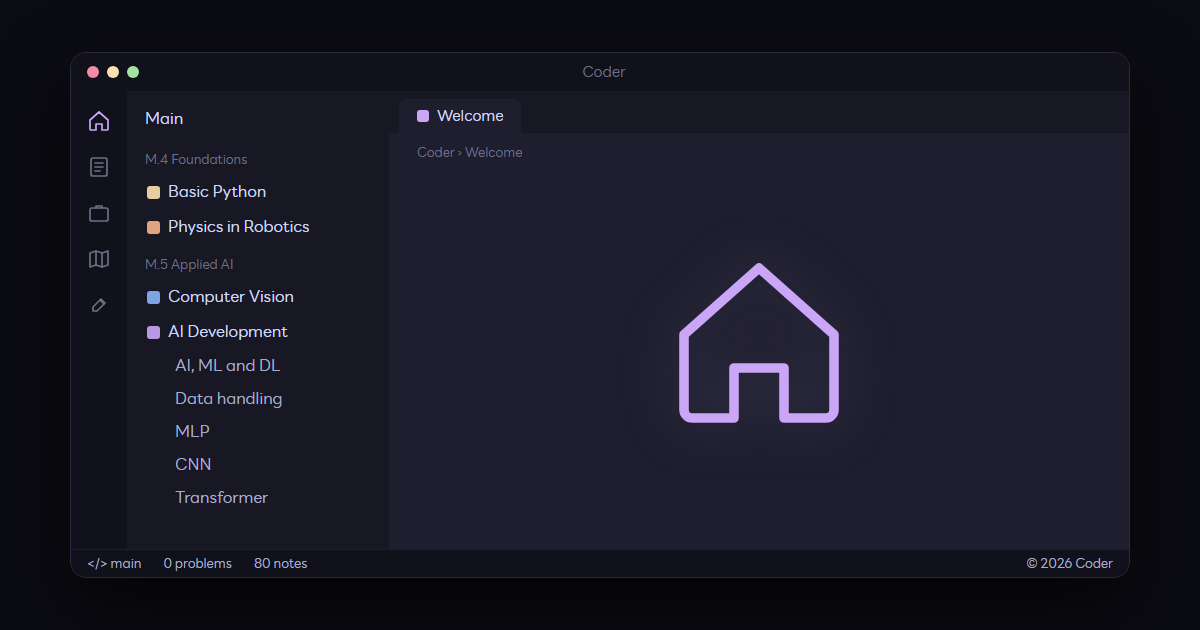 Coder
Main
M.4 Foundations
Basic Python
Physics in Robotics
M.5 Applied AI
Computer Vision
AI Development
AI, ML and DL
Data handling
MLP
CNN
Transformer
Welcome
Coder › Welcome
</> main
0 problems
80 notes
© 2026 Coder